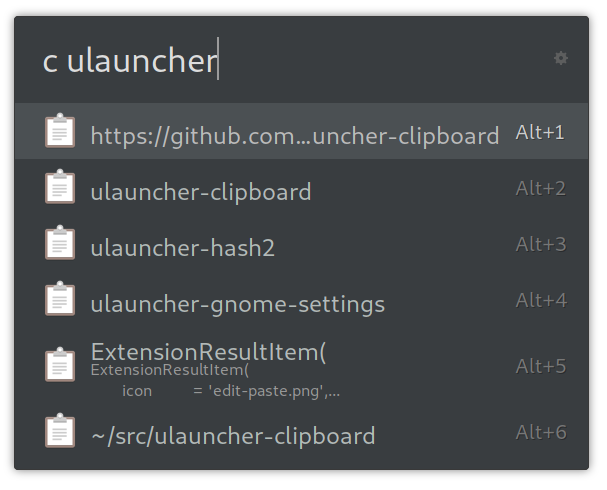 c ulauncher
https://github.com...uncher-clipboard Alt+1
ulauncher-clipboard Alt+2
ulauncher-hash2 Alt+3
ulauncher-gnome-settings Alt+4
ExtensionResultItem(
ExtensionResultItem( Alt+5
icon = 'edit-paste.png',...
~/src/ulauncher-clipboard Alt+6